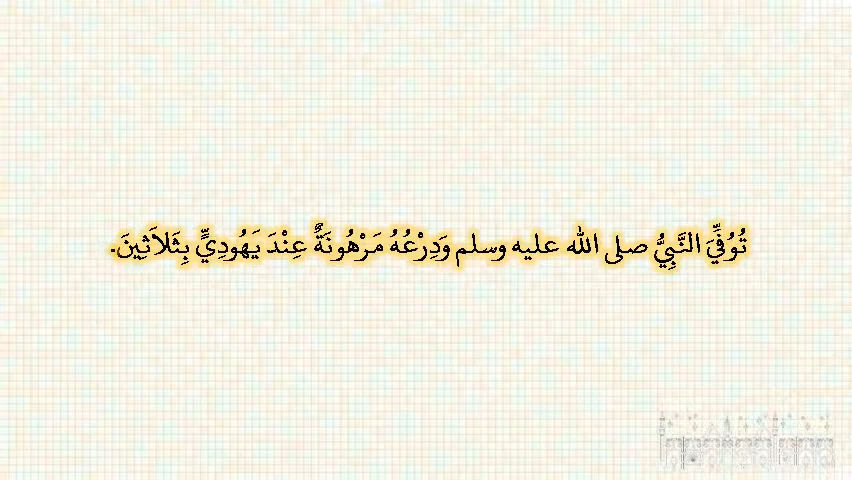 تُوُفِّيَ النَّبِيُّ صلى الله عليه وسلم وَدِرْعُهُ مَرْهُونَةٌ عِنْدَ يَهُودِيٍّ بِثَلاَثِينَ.